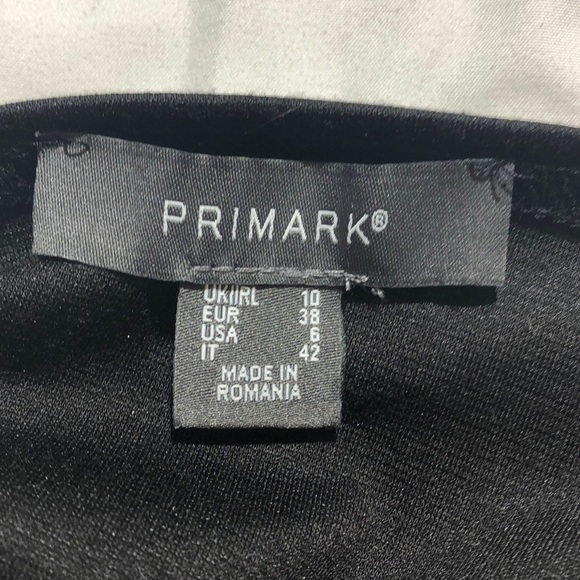 PRIMARK®
UK/IRL 10
EUR 38
USA 6
IT 42
MADE IN
ROMANIA